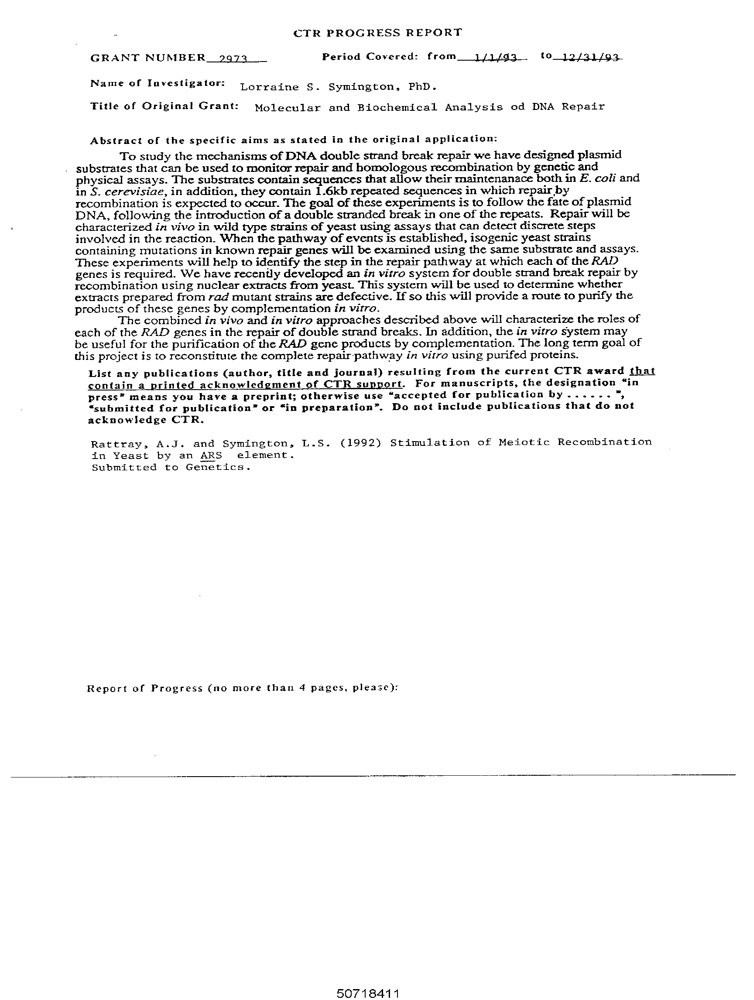 CTR PROGRESS REPORT
GRANT NUMBER 2973 Period Covered: from 1/1/93 to 12/31/93
Name of Investigator: Lorraine S. Symington, PhD.
Title of Original Grant: Molecular and Biochemical Analysis od DNA Repair
Abstract of the specific aims as stated in the original application:
To study the mechanisms of DNA double strand break repair we have designed plasmid
substrates that can be used to monitor repair and homologous recombination by genetic and
physical assays. The substrates contain sequences that allow their maintenanace both in E. coli and
in S. cerevisiae, in addition, they contain 1.6kb repeated sequences in which repair by
recombination is expected to occur. The goal of these experiments is to follow the fate of plasmid
DNA, following the introduction of a double stranded break in one of the repeats. Repair will be
characterized in vivo in wild type strains of yeast using assays that can detect discrete steps
involved in the reaction. When the pathway of events is established, isogenic yeast strains
containing mutations in known repair genes will be examined using the same substrate and assays.
These experiments will help to identify the step in the repair pathway at which each of the RAD
genes is required. We have recently developed an in vitro system for double strand break repair by
recombination using nuclear extracts from yeast. This system will be used to determine whether
extracts prepared from rad mutant strains are defective. If so this will provide a route to purify the
products of these genes by complementation in vitro.
The combined in vivo and in vitro approaches described above will characterize the roles of
each of the RAD genes in the repair of double strand breaks. In addition, the in vitro system may
be useful for the purification of the RAD gene products by complementation. The long term goal of
this project is to reconstitute the complete repair pathway in vitro using purifed proteins.
List any publications (author, title and journal) resulting from the current CTR award that
contain a printed acknowledgment of CTR support. For manuscripts, the designation "in
press" means you have a preprint; otherwise use "accepted for publication by . . . . . . ",
"submitted for publication" or "in preparation". Do not include publications that do not
acknowledge CTR.
Rattray, A.J. and Symington, L.S. (1992) Stimulation of Meiotic Recombination
in Yeast by an ARS element.
Submitted to Genetics.
Report of Progress (no more than 4 pages, please):
50718411